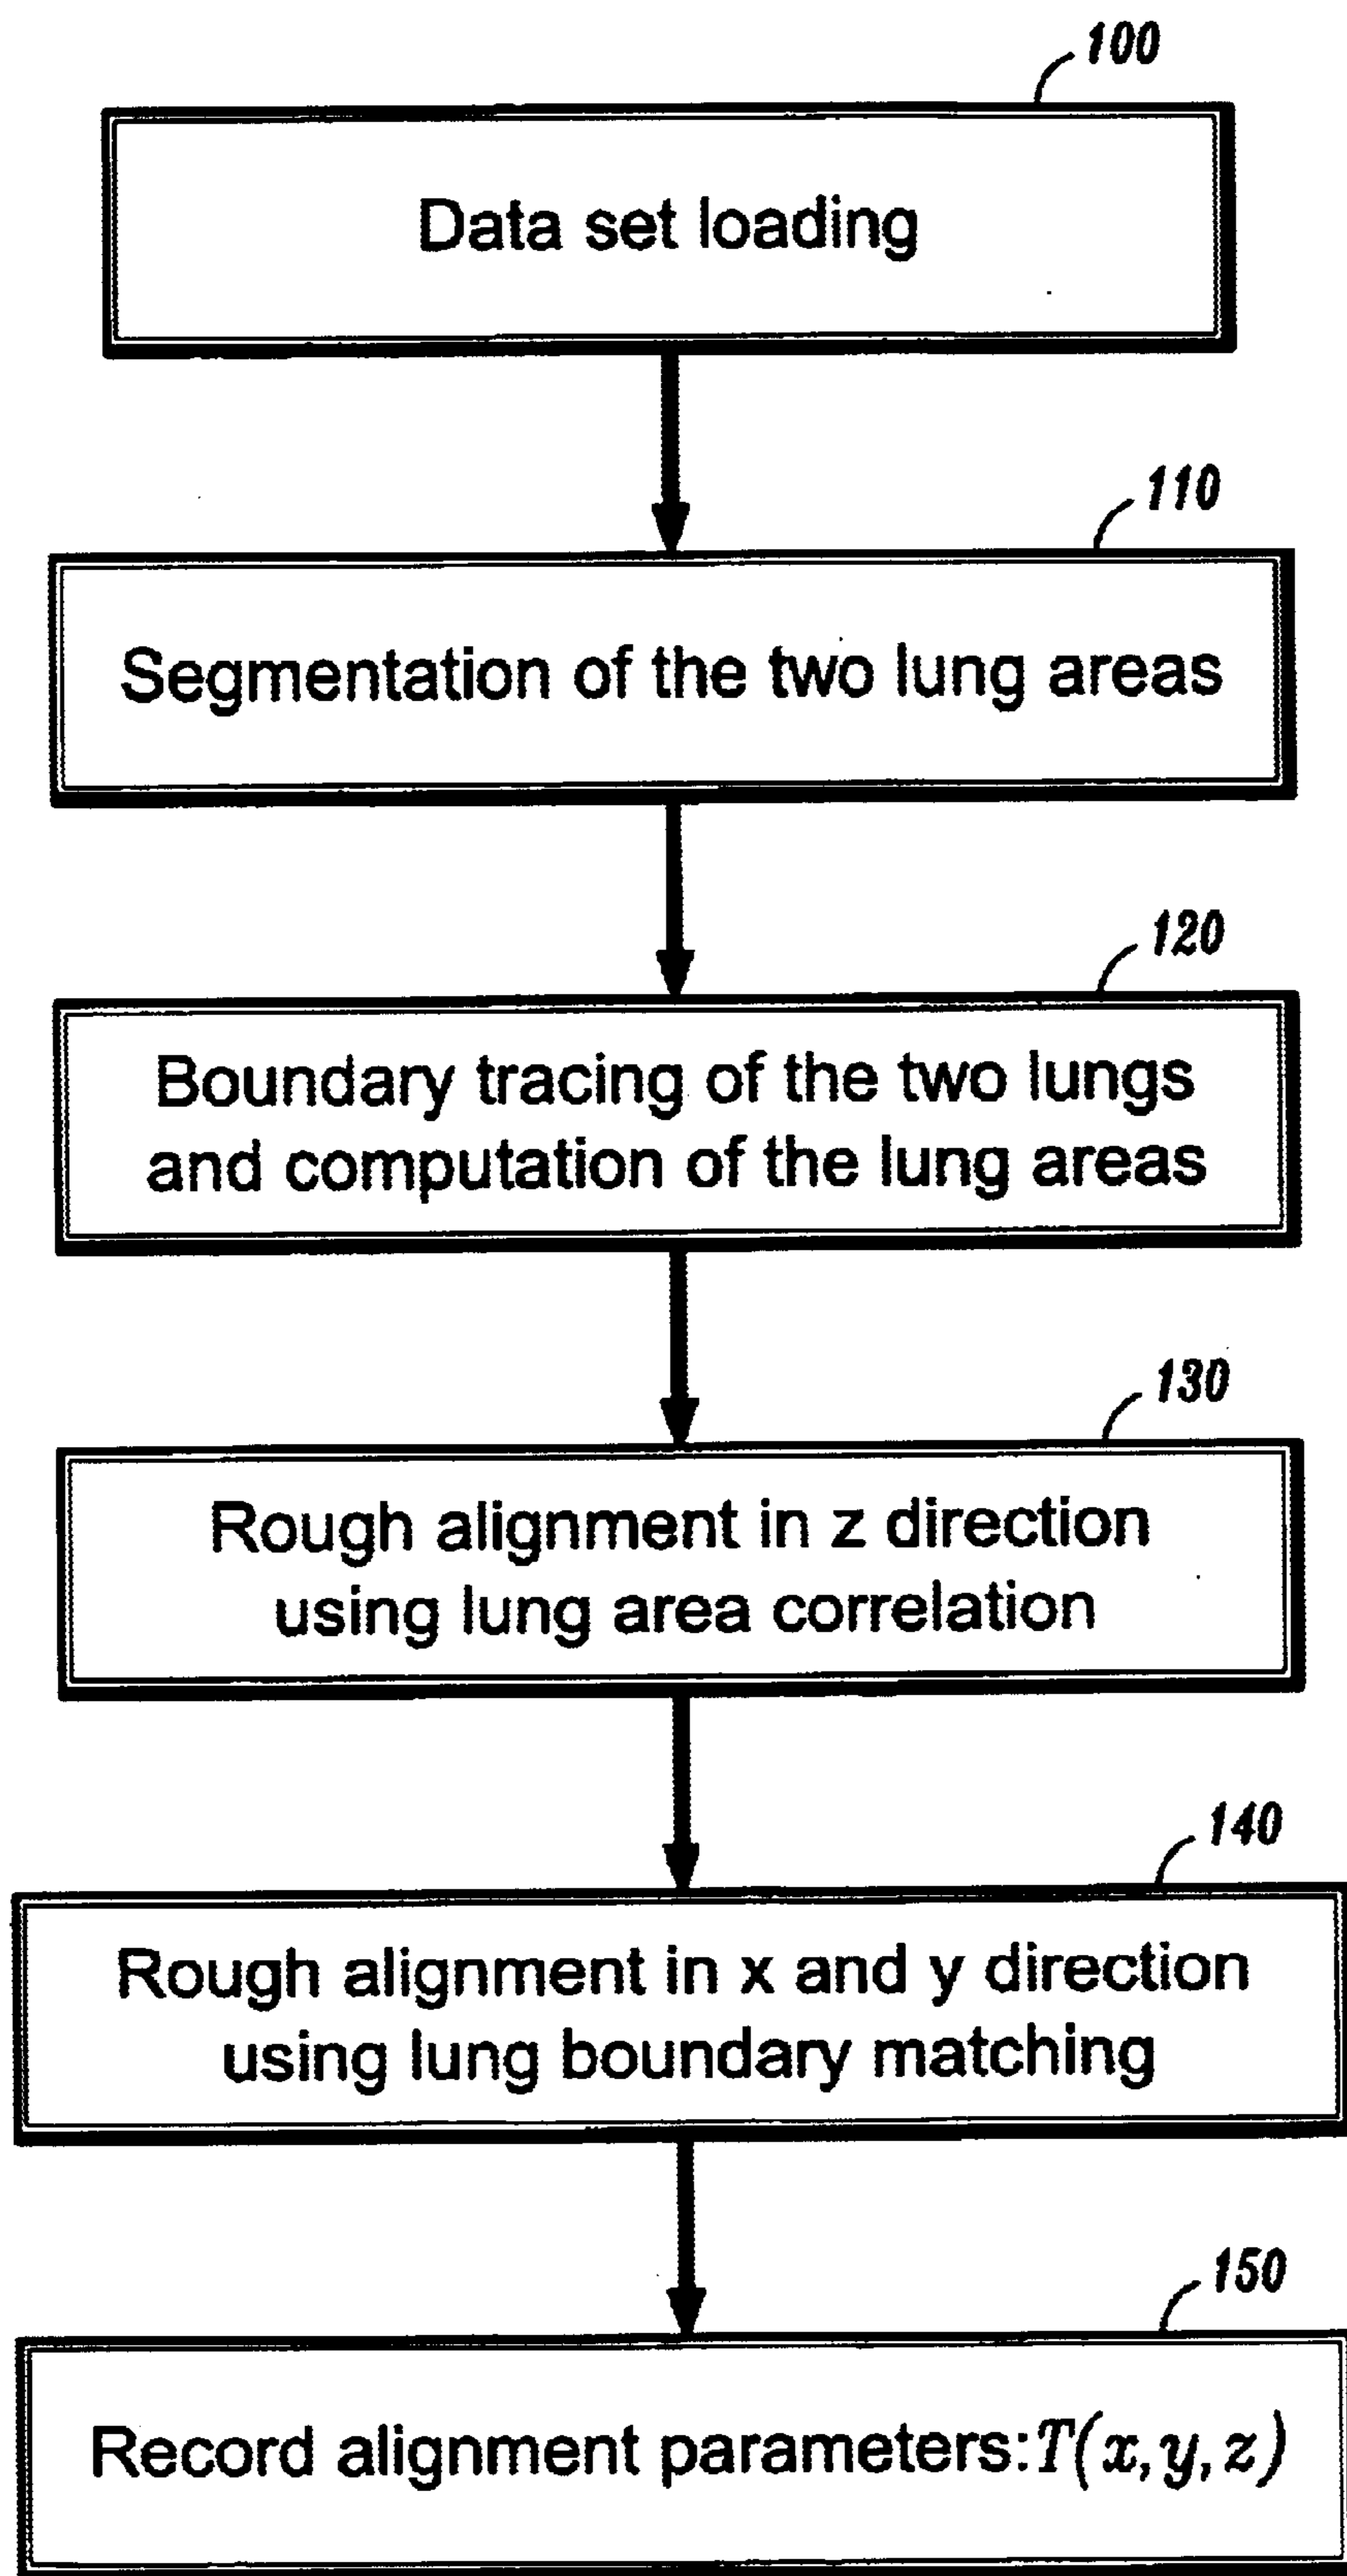 100
Data set loading
110
Segmentation of the two lung areas
120
Boundary tracing of the two lungs
and computation of the lung areas
130
Rough alignment in z direction
using lung area correlation
140
Rough alignment in x and y direction
using lung boundary matching
150
Record alignment parameters:T(x,y,z)